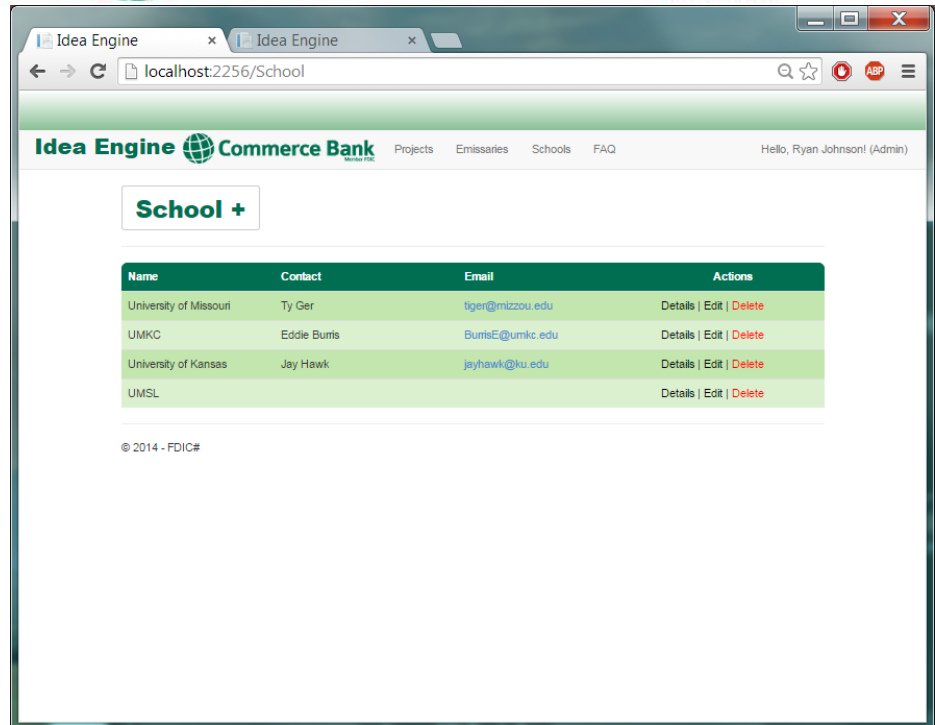 Idea Engine × Idea Engine ×
localhost:2256/School ABP
Idea Engine Commerce Bank Member FDIC Projects Emissaries Schools FAQ Hello, Ryan Johnson! (Admin)
School +
Name Contact Email Actions
University of Missouri Ty Ger tiger@mizzou.edu Details | Edit | Delete
UMKC Eddie Burris BurrisE@umkc.edu Details | Edit | Delete
University of Kansas Jay Hawk jayhawk@ku.edu Details | Edit | Delete
UMSL Details | Edit | Delete
© 2014 - FDIC#